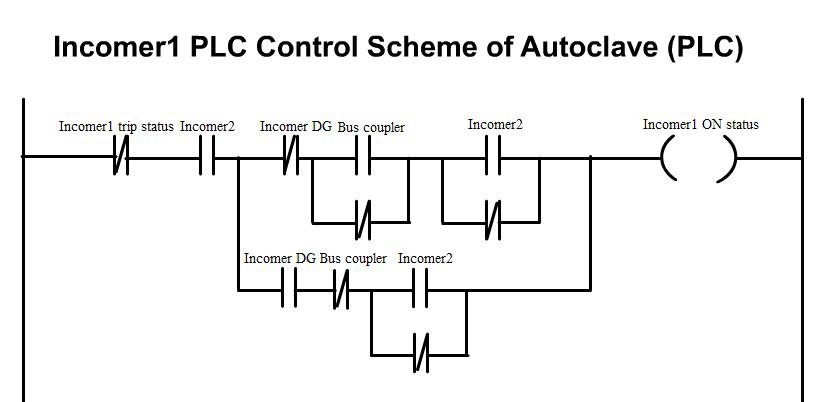 Incomer1 PLC Control Scheme of Autoclave (PLC)
Incomer1 trip status Incomer2 Incomer DG Bus coupler Incomer2 Incomer1 ON status
Incomer DG Bus coupler Incomer2